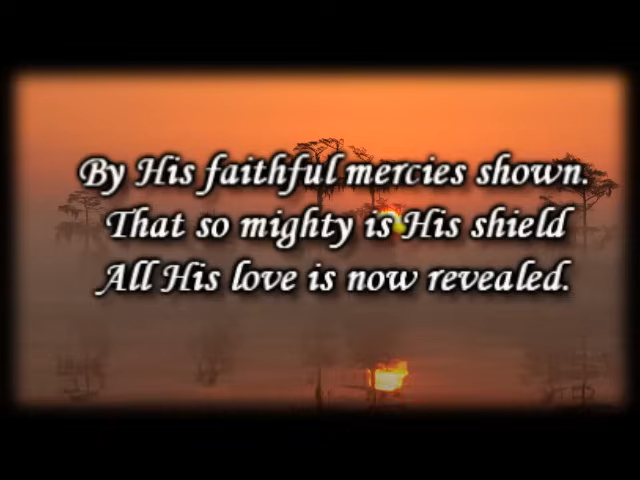 By His faithful mercies shown.
That so mighty is His shield
All His love is now revealed.